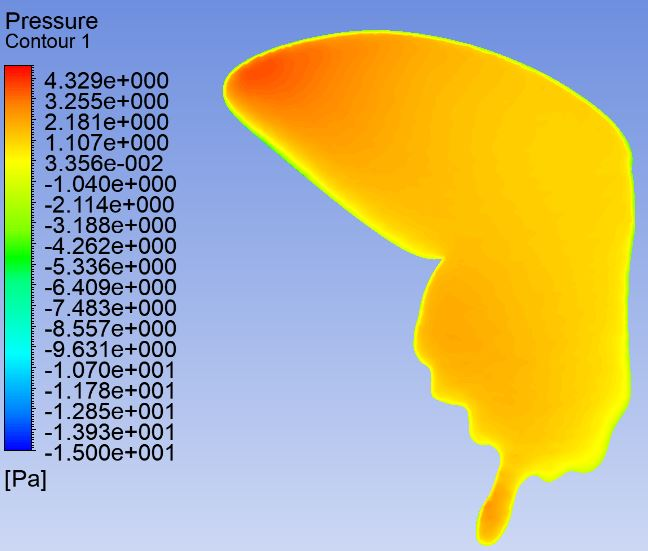 Pressure
Contour 1
4.329e+000
3.255e+000
2.181e+000
1.107e+000
3.356e-002
-1.040e+000
-2.114e+000
-3.188e+000
-4.262e+000
-5.336e+000
-6.409e+000
-7.483e+000
-8.557e+000
-9.631e+000
-1.070e+001
-1.178e+001
-1.285e+001
-1.393e+001
-1.500e+001
[Pa]